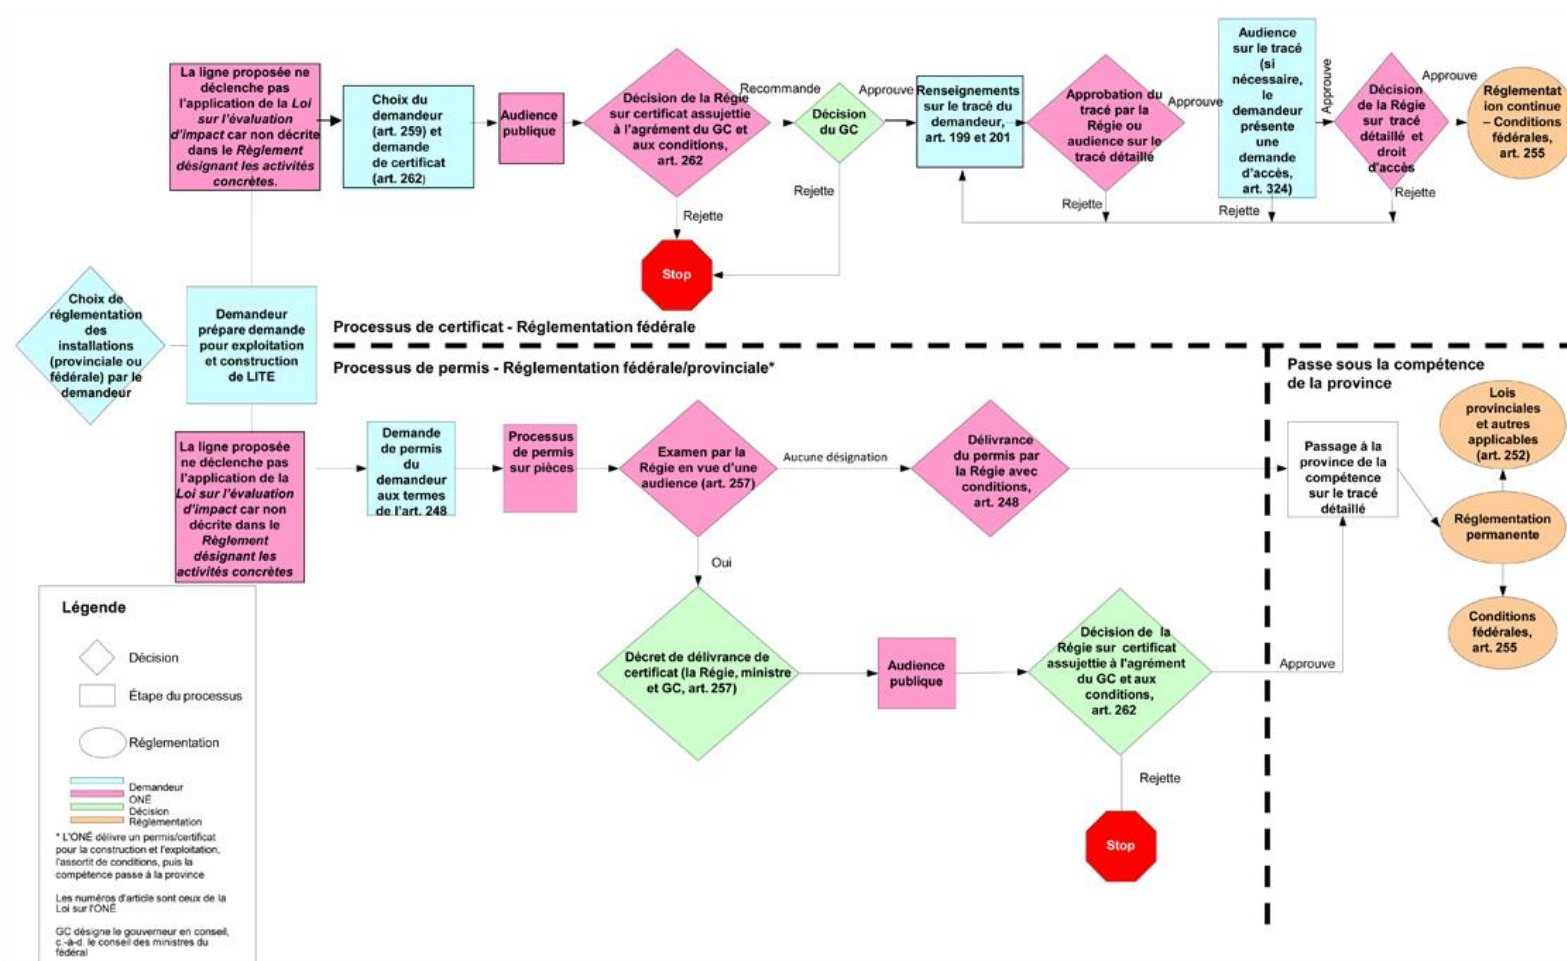 La ligne proposée ne
déclenche pas
l'application de la Loi
sur l'évaluation
d'impact car non décrite
dans le Règlement
désignant les activités
concrètes.
Choix du
demandeur
(art. 259) et
demande
de certificat
(art. 262)
Audience
publique
Décision de la Régie
sur certificat assujettie
à l'agrément du GC et
aux conditions,
art. 262
Recommande
Rejette
Stop
Décision
du GC
Approuve
Rejette
Renseignements
sur le tracé du
demandeur,
art. 199 et 201
Approbation du
tracé par la
Régie ou
audience sur le
tracé détaillé
Approuve
Rejette
Audience
sur le tracé
(si
nécessaire,
le
demandeur
présente
une
demande
d'accès,
art. 324)
Approuve
Rejette
Décision
de la Régie
sur tracé
détaillé et
droit
d'accès
Approuve
Rejette
Réglementat
ion continue
– Conditions
fédérales,
art. 255
Choix de
réglementation
des
installations
(provinciale ou
fédérale) par le
demandeur
Demandeur
prépare demande
pour exploitation
et construction
de LITE
Processus de certificat - Réglementation fédérale
Processus de permis - Réglementation fédérale/provinciale*
Passe sous la compétence
de la province
La ligne proposée
ne déclenche pas
l'application de la
Loi sur l'évaluation
d'impact car non
décrite dans le
Règlement
désignant les
activités concrètes
Demande
de permis
du
demandeur
aux termes
de l'art. 248
Processus
de permis
sur pièces
Examen par la
Régie en vue d'une
audience (art. 257)
Aucune désignation
Oui
Délivrance
du permis par
la Régie avec
conditions,
art. 248
Passage à la
province de la
compétence
sur le tracé
détaillé
Lois
provinciales
et autres
applicables
(art. 252)
Réglementation
permanente
Conditions
fédérales,
art. 255
Décret de délivrance de
certificat (la Régie, ministre
et GC, art. 257)
Audience
publique
Décision de la
Régie sur certificat
assujettie à l'agrément
du GC et aux
conditions,
art. 262
Approuve
Rejette
Stop
Légende
Décision
Étape du processus
Réglementation
Demandeur
ONÉ
Décision
Réglementation
* L'ONÉ délivre un permis/certificat
pour la construction et l'exploitation,
l'assortit de conditions, puis la
compétence passe à la province
Les numéros d'article sont ceux de la
Loi sur l'ONÉ
GC désigne le gouverneur en conseil,
c.-à-d. le conseil des ministres du
fédéral